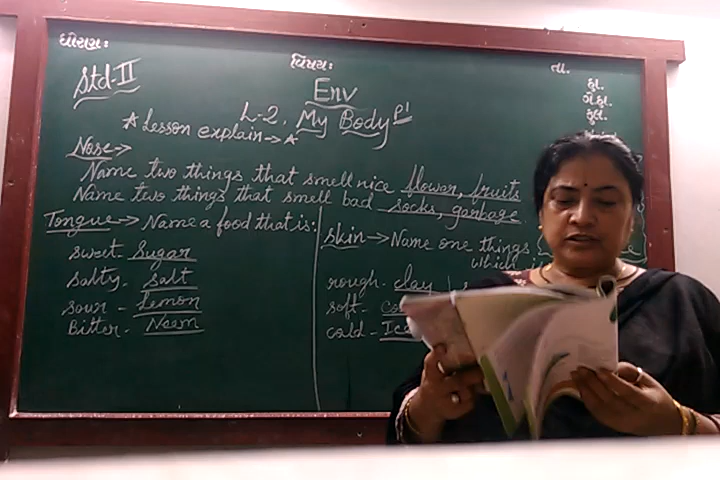 ધોરણ: વિષય: તા.
Std-II Env હા.
ગે.હા.
કુલ.
L-2. My Body P1
* Lesson explain→ *
Nose→
Name two things that smell nice flower, fruits
Name two things that smell bad socks, garbage
Tongue→ Name a food that is:
sweet- Sugar
salty- Salt
sour - Lemon
Bitter- Neem
skin→ Name one things
which is
rough- clay
soft-
cold-